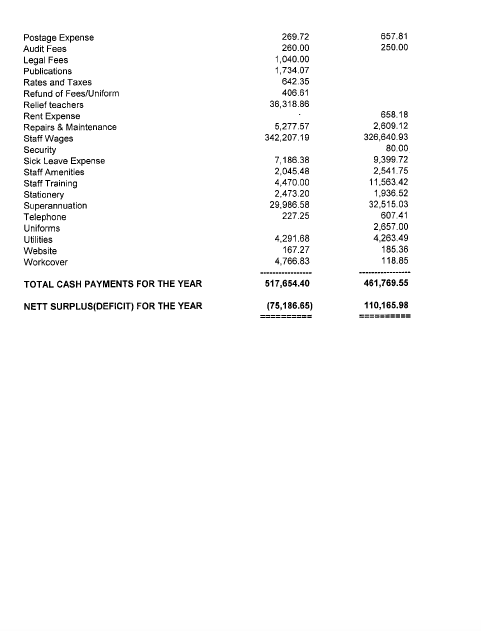 Postage Expense 269.72 657.81
Audit Fees 260.00 250.00
Legal Fees 1,040.00
Publications 1,734.07
Rates and Taxes 642.35
Refund of Fees/Uniform 406.61
Relief teachers 36,318.86
Rent Expense - 658.18
Repairs & Maintenance 5,277.57 2,609.12
Staff Wages 342,207.19 326,640.93
Security 80.00
Sick Leave Expense 7,186.38 9,399.72
Staff Amenities 2,045.48 2,541.75
Staff Training 4,470.00 11,563.42
Stationery 2,473.20 1,936.52
Superannuation 29,986.58 32,515.03
Telephone 227.25 607.41
Uniforms 2,657.00
Utilities 4,291.68 4,263.49
Website 167.27 185.36
Workcover 4,766.83 118.85
----------------- -----------------
TOTAL CASH PAYMENTS FOR THE YEAR 517,654.40 461,769.55
NETT SURPLUS(DEFICIT) FOR THE YEAR (75,186.65) 110,165.98
========== ==========